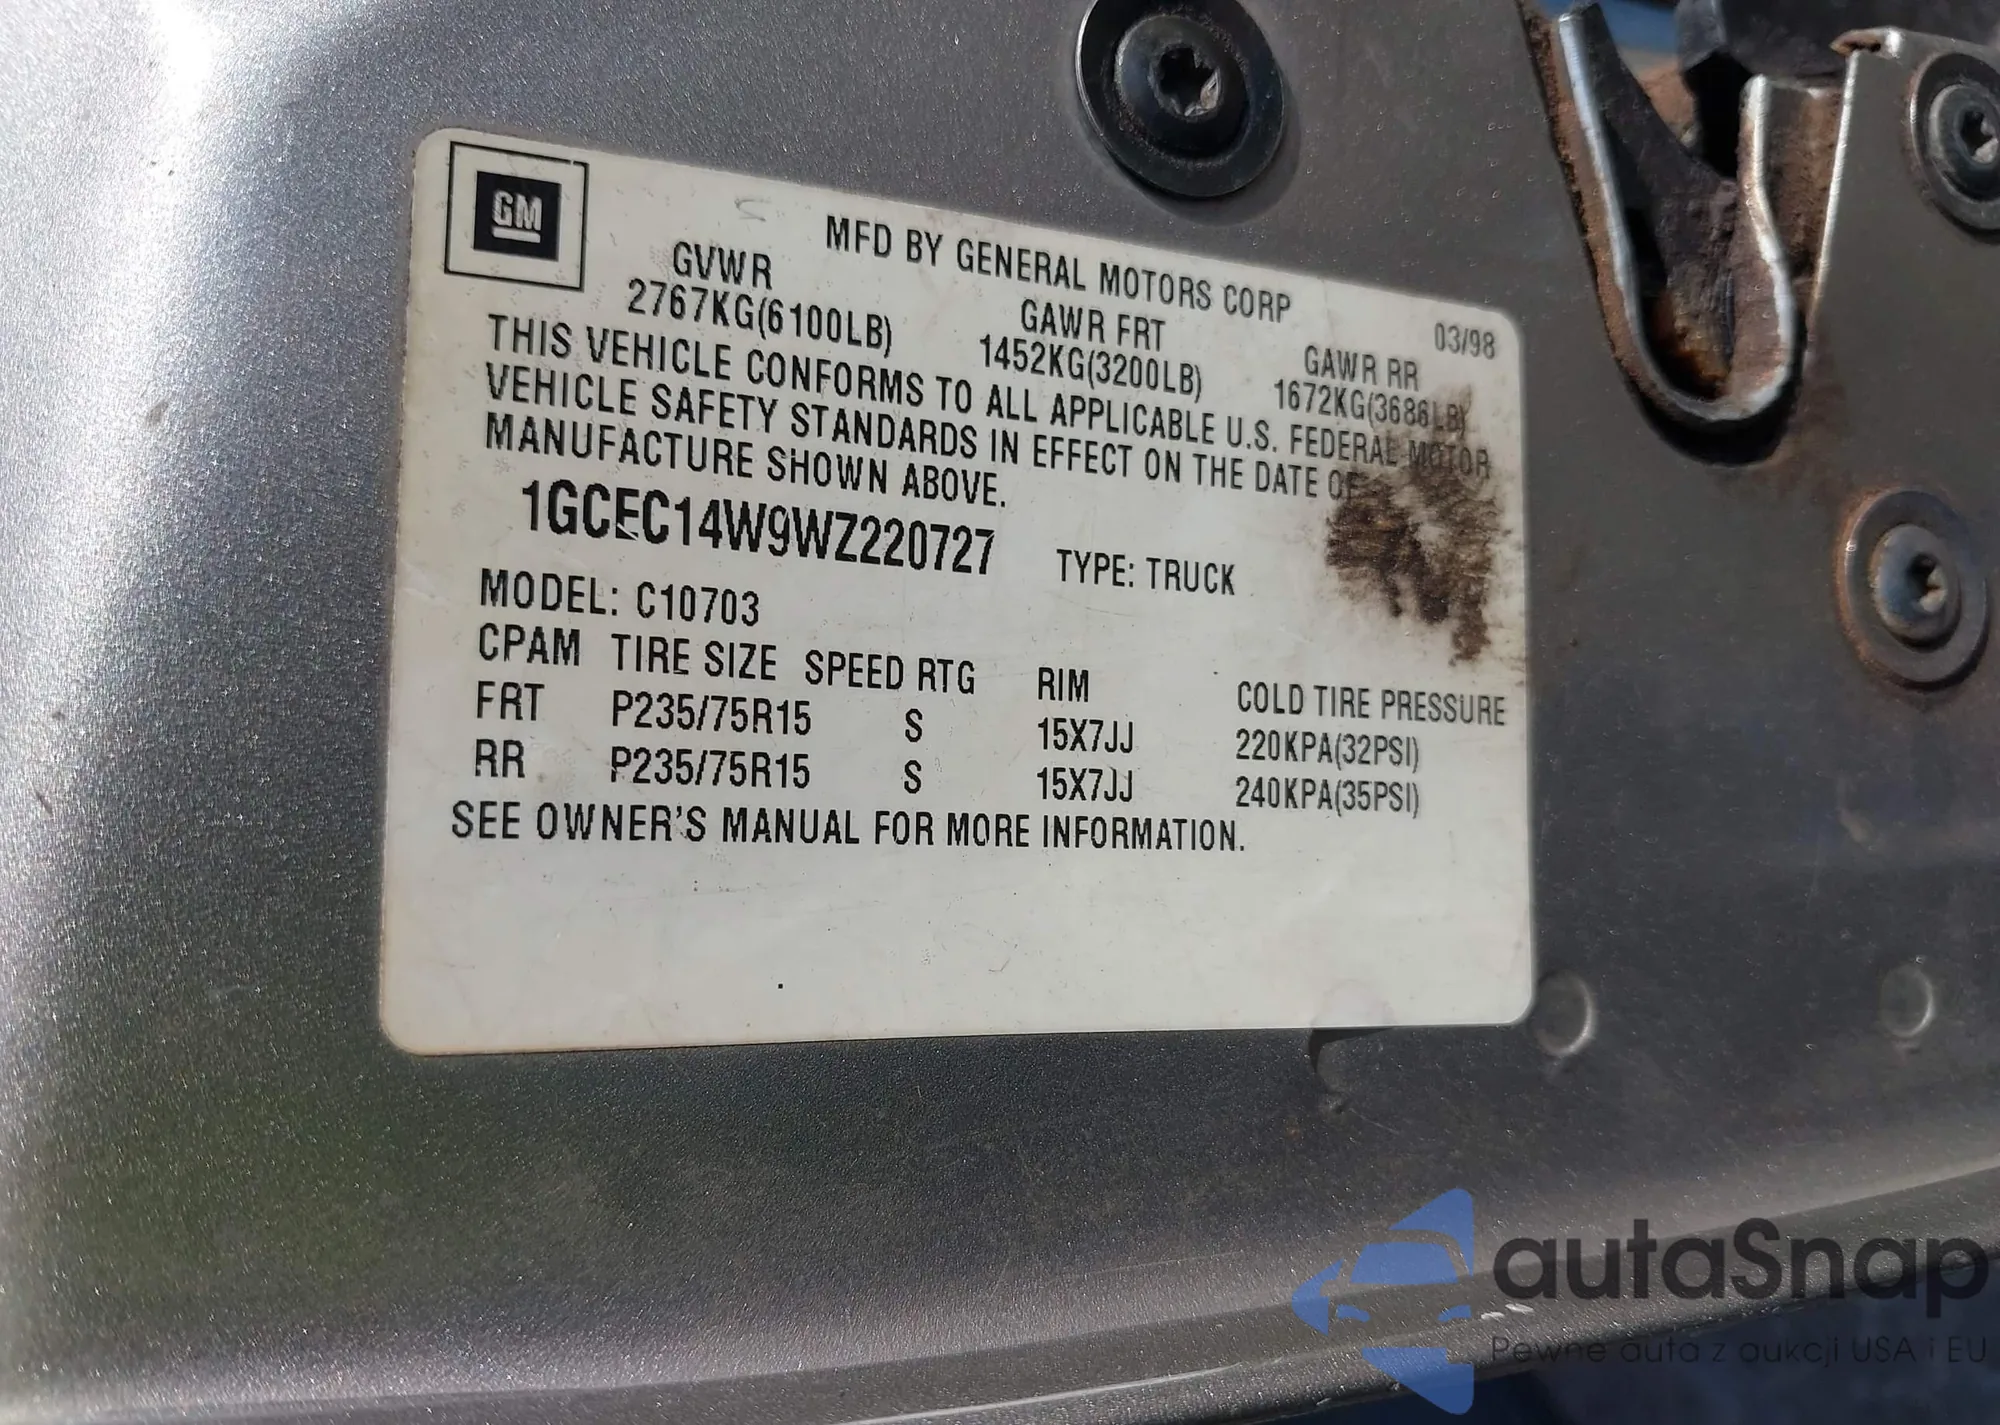 GM
MFD BY GENERAL MOTORS CORP 03/98
GVWR GAWR FRT GAWR RR
2767KG(6100LB) 1452KG(3200LB) 1672KG(3686LB)
THIS VEHICLE CONFORMS TO ALL APPLICABLE U.S. FEDERAL MOTOR
VEHICLE SAFETY STANDARDS IN EFFECT ON THE DATE OF
MANUFACTURE SHOWN ABOVE.
1GCEC14W9WZ220727 TYPE: TRUCK
MODEL: C10703
CPAM TIRE SIZE SPEED RTG RIM COLD TIRE PRESSURE
FRT P235/75R15 S 15X7JJ 220KPA(32PSI)
RR P235/75R15 S 15X7JJ 240KPA(35PSI)
SEE OWNER'S MANUAL FOR MORE INFORMATION.
autaSnap
Pewne auta z aukcji USA i EU